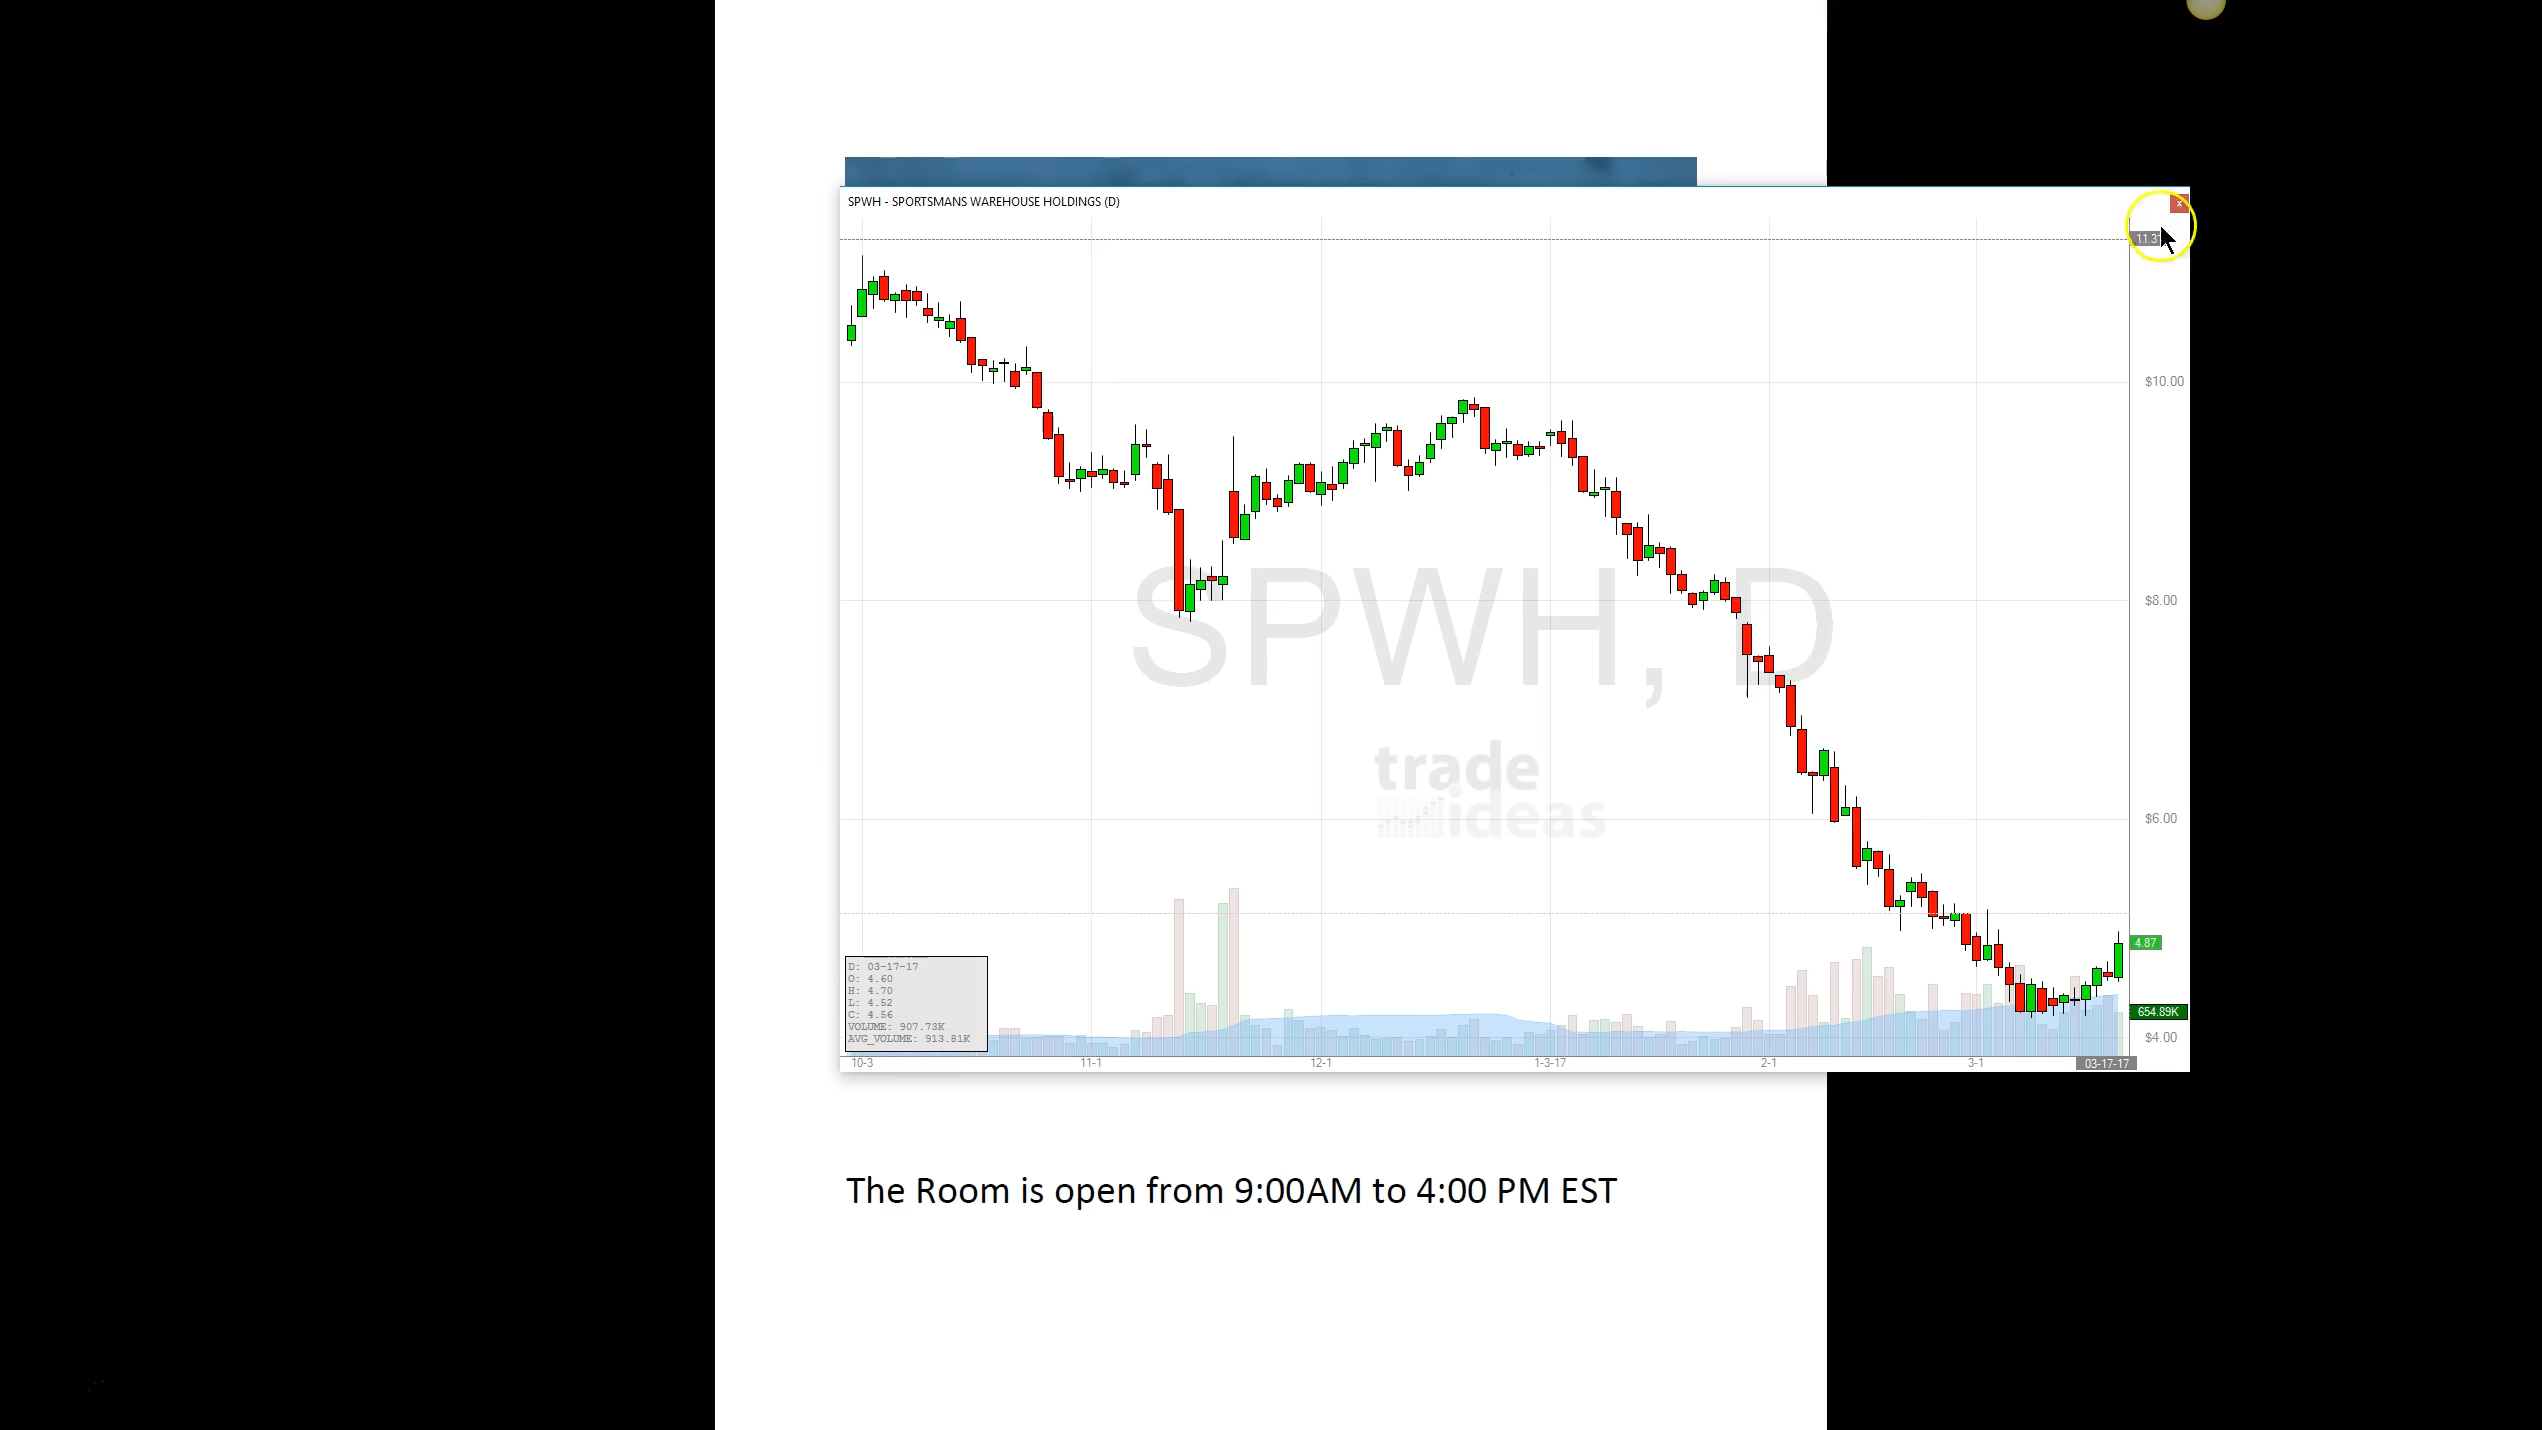 SPWH - SPORTSMANS WAREHOUSE HOLDINGS (D)
x
$10.00
$8.00
SPWH, D
trade
ideas
$6.00
4.87
D: 03-17-17
O: 4.60
H: 4.70
L: 4.52
C: 4.56
VOLUME: 907.73K
AVG_VOLUME: 913.81K
654.89K
$4.00
10-3 11-1 12-1 1-3-17 2-1 3-1 03-17-17
The Room is open from 9:00AM to 4:00 PM EST